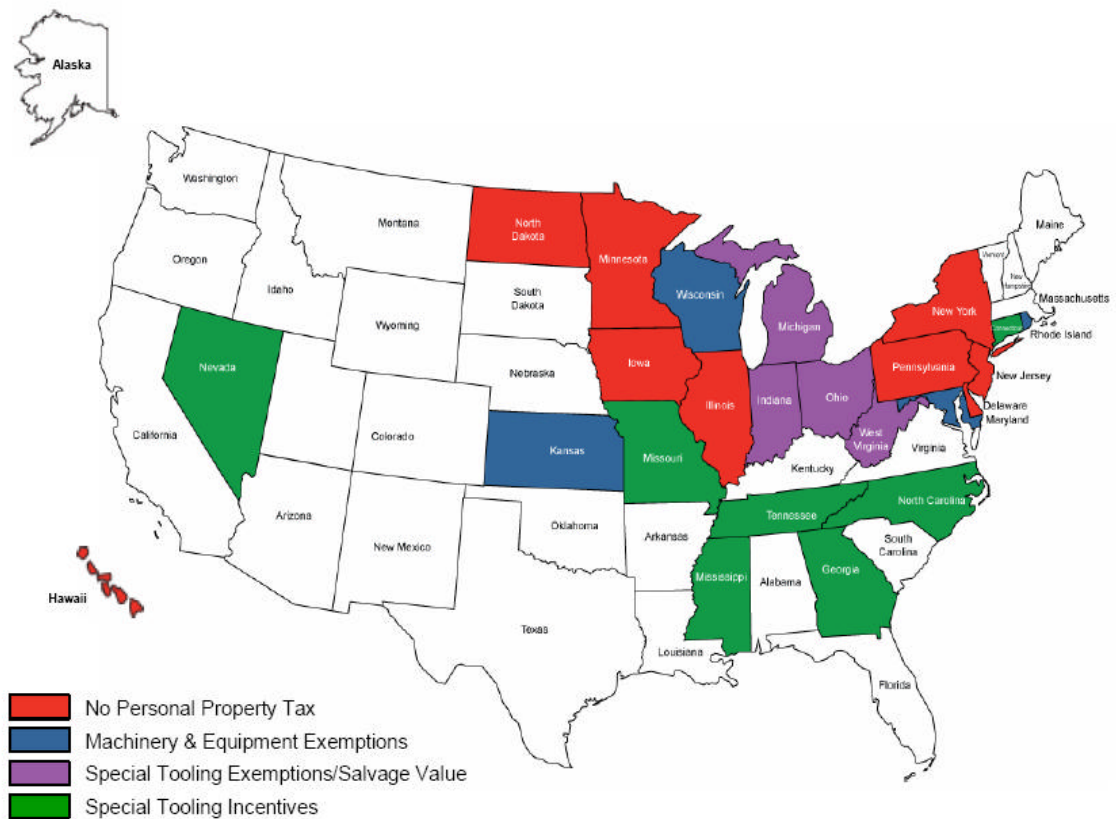 Alaska
Washington
Montana
North
Dakota
Minnesota
Maine
Oregon
Idaho
South
Dakota
Wisconsin
Vermont
New
Hampshire
Massachusetts
Wyoming
Michigan
New York
Connecticut
Rhode Island
Nevada
Nebraska
Iowa
Pennsylvania
New Jersey
Illinois
Indiana
Ohio
Delaware
Maryland
California
Colorado
Kansas
Missouri
West
Virginia
Virginia
Kentucky
Arizona
New Mexico
Oklahoma
Arkansas
Tennessee
North Carolina
South
Carolina
Mississippi
Alabama
Georgia
Hawaii
Texas
Louisiana
Florida
No Personal Property Tax
Machinery & Equipment Exemptions
Special Tooling Exemptions/Salvage Value
Special Tooling Incentives